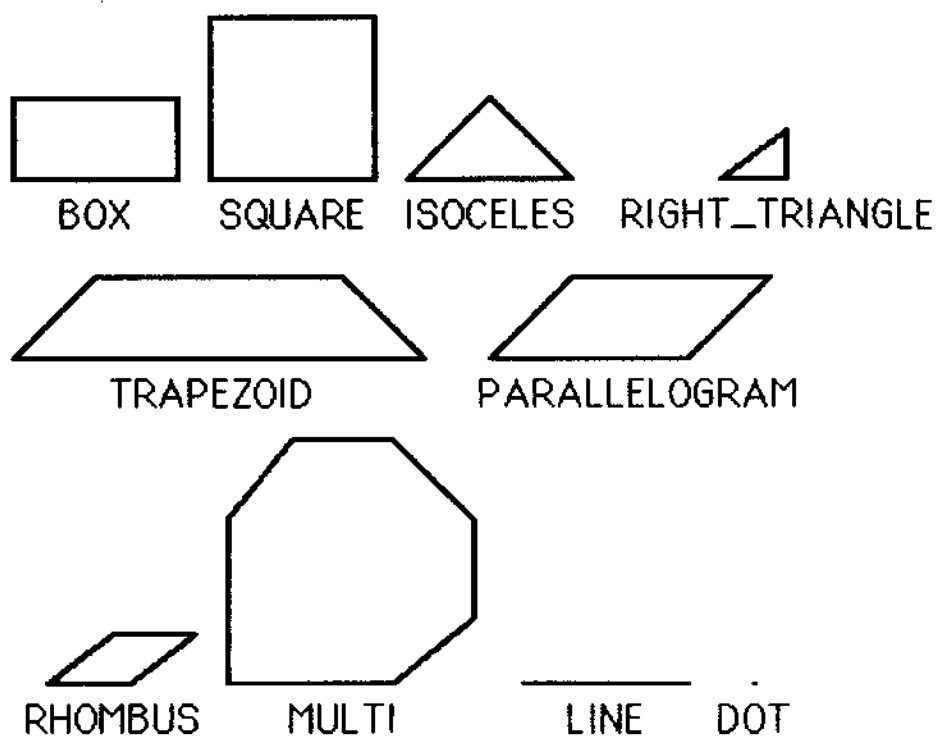 BOX SQUARE ISOCELES RIGHT_TRIANGLE
TRAPEZOID PARALLELOGRAM
RHOMBUS MULTI LINE DOT